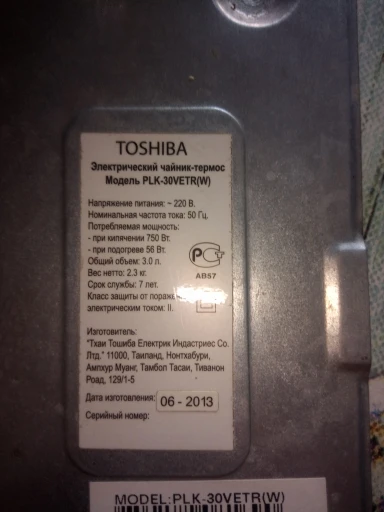 TOSHIBA
Электрический чайник-термос
Модель PLK-30VETR(W)
Напряжение питания: ~ 220 В.
Номинальная частота тока: 50 Гц.
Потребляемая мощность:
- при кипячении 750 Вт.
- при подогреве 56 Вт.
Общий объем: 3.0 л.
Вес нетто: 2.3 кг.
Срок службы: 7 лет.
Класс защиты от поражения
электрическим током: II.
РСТ
АВ57
Изготовитель:
"Тхаи Тошиба Електрик Индастриес Со.
Лтд." 11000, Таиланд, Нонтхабури,
Ампхур Муанг, Тамбол Тасаи, Тиванон
Роад, 129/1-5
Дата изготовления: 06 - 2013
Серийный номер:
MODEL:PLK-30VETR(W)